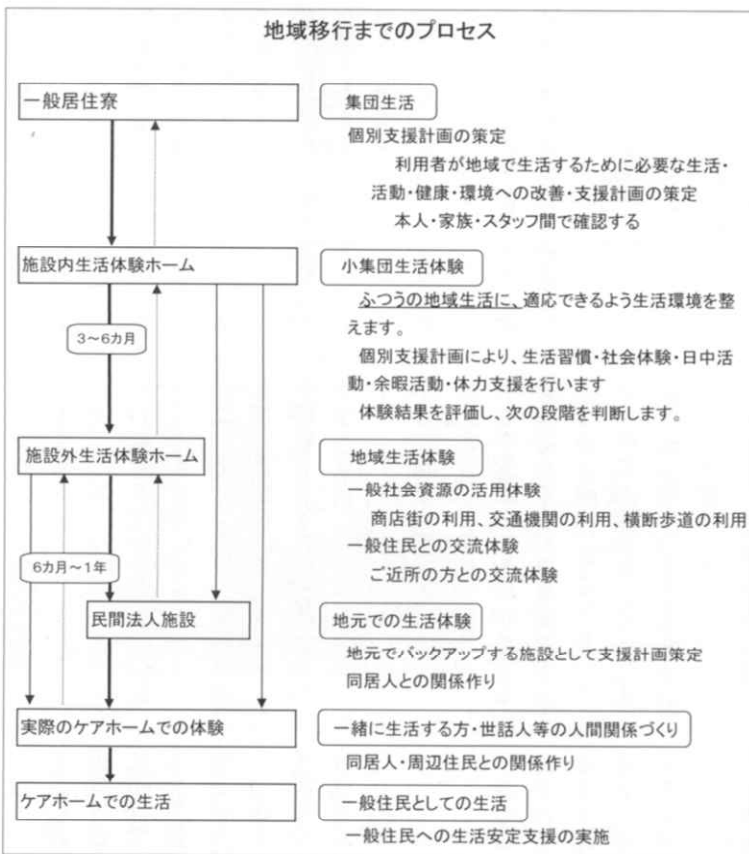 地域移行までのプロセス
一般居住寮
集団生活
個別支援計画の策定
利用者が地域で生活するために必要な生活・
活動・健康・環境への改善・支援計画の策定
本人・家族・スタッフ間で確認する
施設内生活体験ホーム
小集団生活体験
ふつうの地域生活に、適応できるよう生活環境を整
えます。
3～6カ月
個別支援計画により、生活習慣・社会体験・日中活
動・余暇活動・体力支援を行います
体験結果を評価し、次の段階を判断します。
施設外生活体験ホーム
地域生活体験
一般社会資源の活用体験
商店街の利用、交通機関の利用、横断歩道の利用
一般住民との交流体験
6カ月～1年
ご近所の方との交流体験
民間法人施設
地元での生活体験
地元でバックアップする施設として支援計画策定
同居人との関係作り
実際のケアホームでの体験
一緒に生活する方・世話人等の人間関係づくり
同居人・周辺住民との関係作り
ケアホームでの生活
一般住民としての生活
一般住民への生活安定支援の実施